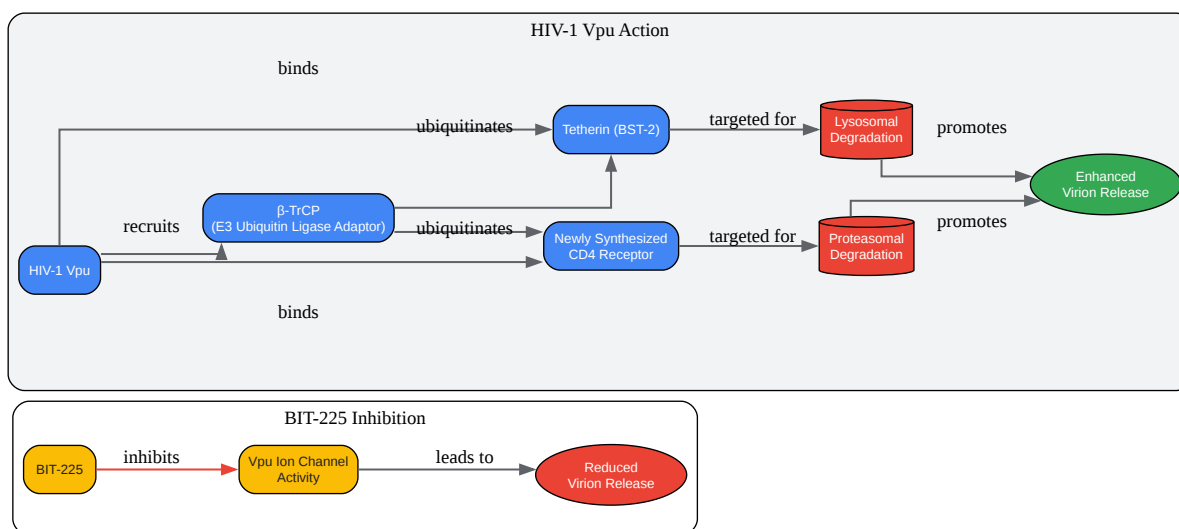 HIV-1 Vpu Action
binds
ubiquitinates
Tetherin (BST-2)
targeted for
Lysosomal
Degradation
promotes
Enhanced
Virion Release
β-TrCP
(E3 Ubiquitin Ligase Adaptor)
recruits
ubiquitinates
Newly Synthesized
CD4 Receptor
targeted for
Proteasomal
Degradation
promotes
HIV-1 Vpu
binds
BIT-225 Inhibition
BIT-225
inhibits
Vpu Ion Channel
Activity
leads to
Reduced
Virion Release